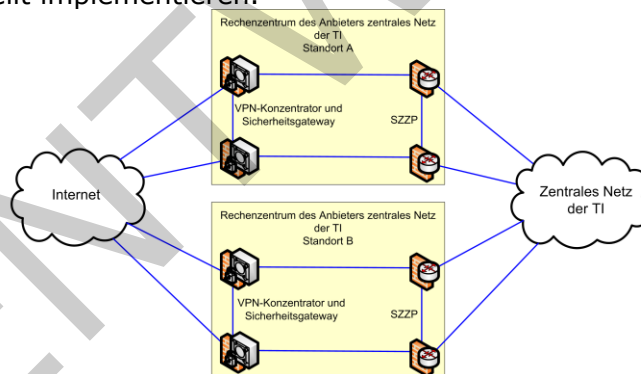 ellt implementieren.
Rechenzentrum des Anbieters zentrales Netz
der TI
Standort A
VPN-Konzentrator und
Sicherheitsgateway
SZZP
Internet
Zentrales Netz
der TI
Rechenzentrum des Anbieters zentrales Netz
der TI
Standort B
VPN-Konzentrator und
Sicherheitsgateway
SZZP